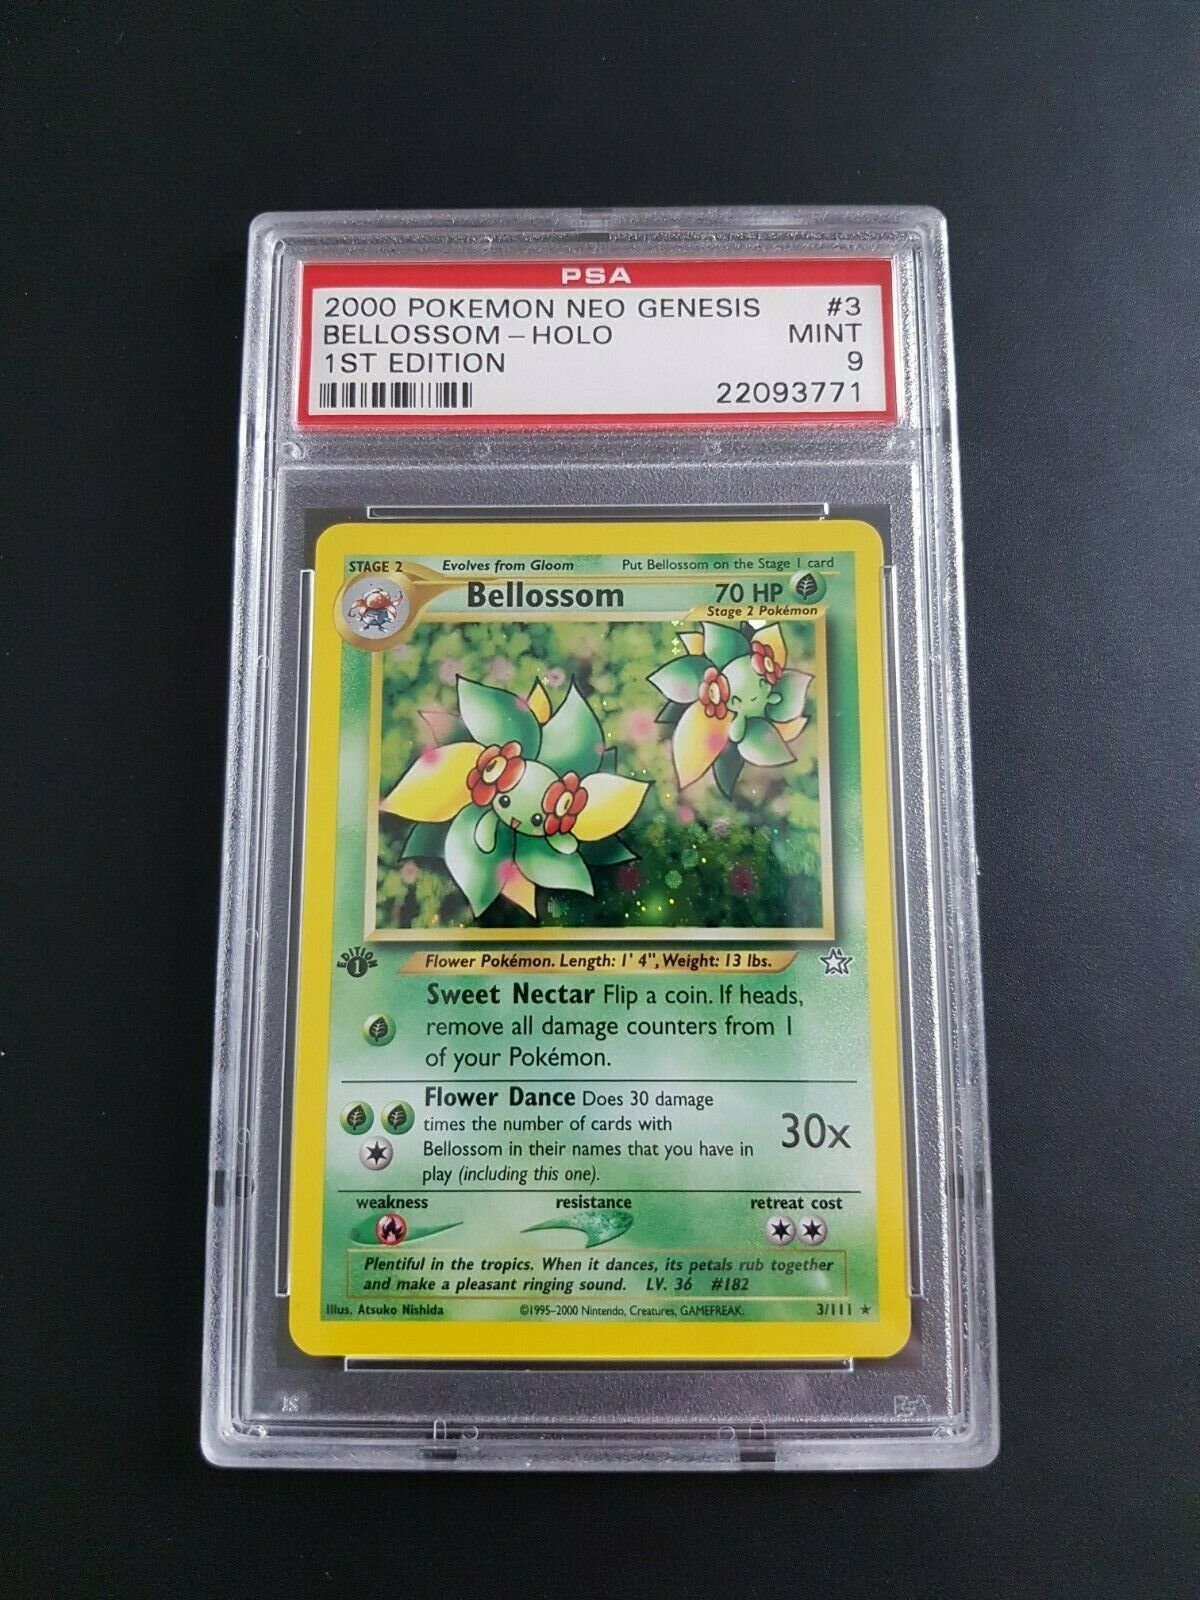 PSA
2000 POKEMON NEO GENESIS #3
BELLOSSOM - HOLO MINT
1ST EDITION 9
22093771
STAGE 2 Evolves from Gloom Put Bellossom on the Stage 1 card
Bellossom 70 HP
Stage 2 Pokémon
EDITION
1
Flower Pokémon. Length: 1' 4", Weight: 13 lbs.
Sweet Nectar Flip a coin. If heads,
remove all damage counters from 1
of your Pokémon.
Flower Dance Does 30 damage
times the number of cards with
Bellossom in their names that you have in
play (including this one).
30x
weakness resistance retreat cost
Plentiful in the tropics. When it dances, its petals rub together
and make a pleasant ringing sound. LV. 36 #182
Illus. Atsuko Nishida ©1995-2000 Nintendo, Creatures, GAMEFREAK. 3/111 ★
PSA